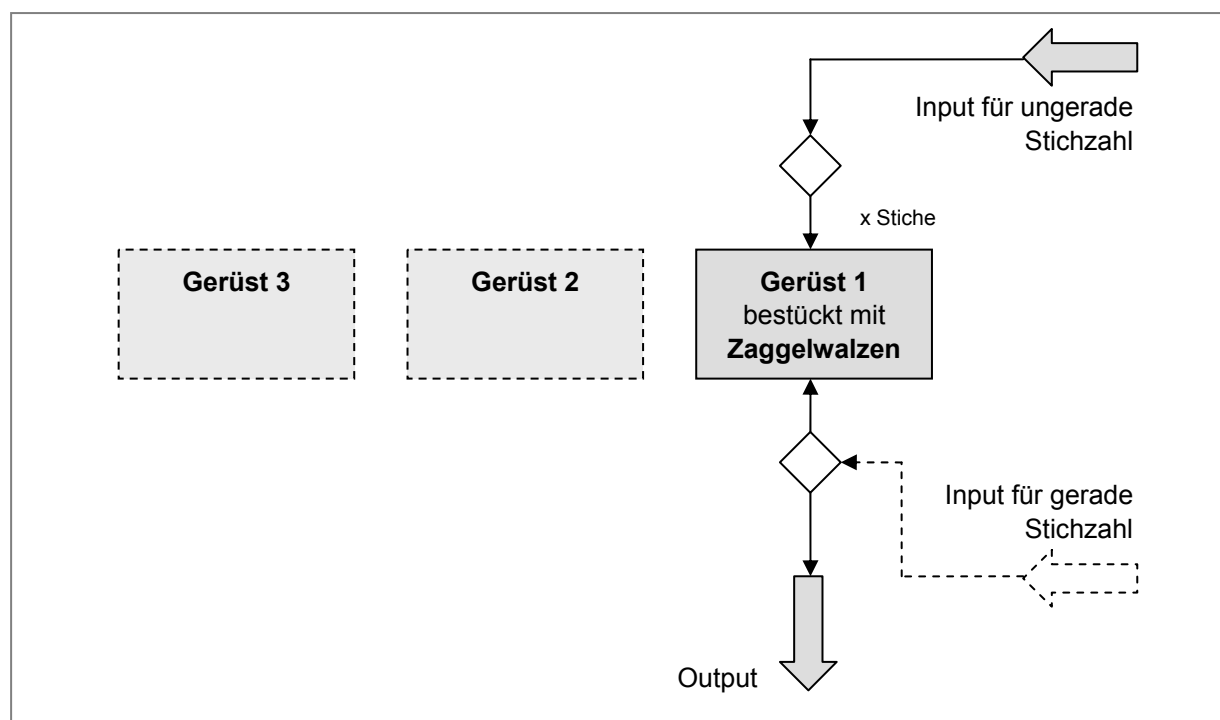 Input für ungerade
Stichzahl
x Stiche
Gerüst 3
Gerüst 2
Gerüst 1
bestückt mit
Zaggelwalzen
Input für gerade
Stichzahl
Output